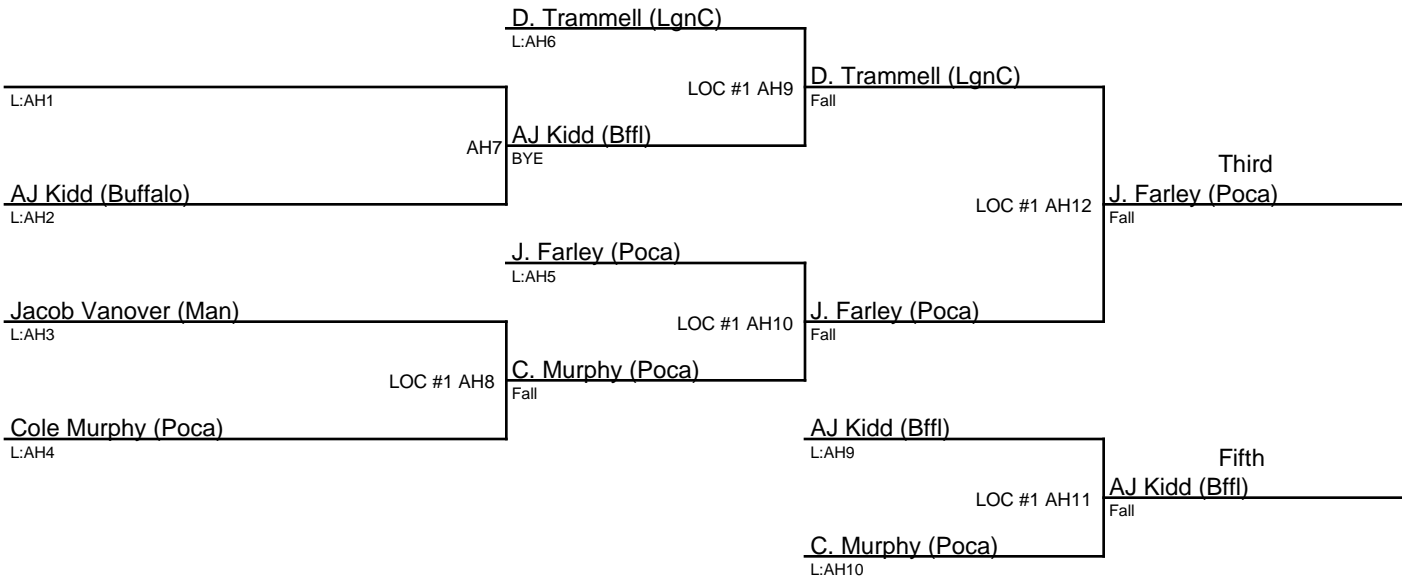 D. Trammell (LgnC)
L:AH6
LOC #1 AH9
D. Trammell (LgnC)
Fall
L:AH1
AH7
AJ Kidd (Bffl)
BYE
AJ Kidd (Buffalo)
L:AH2
LOC #1 AH12
Third
J. Farley (Poca)
Fall
J. Farley (Poca)
L:AH5
Jacob Vanover (Man)
L:AH3
LOC #1 AH10
J. Farley (Poca)
Fall
LOC #1 AH8
C. Murphy (Poca)
Fall
Cole Murphy (Poca)
L:AH4
AJ Kidd (Bffl)
L:AH9
Fifth
LOC #1 AH11
AJ Kidd (Bffl)
Fall
C. Murphy (Poca)
L:AH10